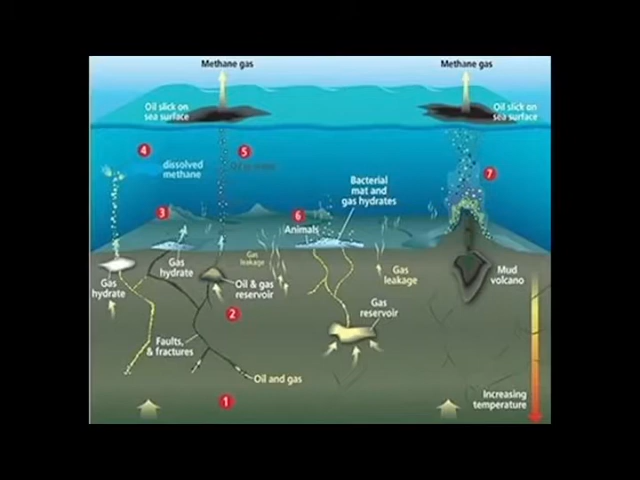 Methane gas
Methane gas
Oil slick on
sea surface
Oil slick on
sea surface
4
5
dissolved
methane
7
Bacterial
mat and
gas hydrates
3
6
Animals
Gas
hydrate
Gas
leakage
Gas
hydrate
Oil & gas
reservoir
Gas
leakage
Mud
volcano
2
Gas
reservoir
Faults,
& fractures
Oil and gas
1
Increasing
temperature